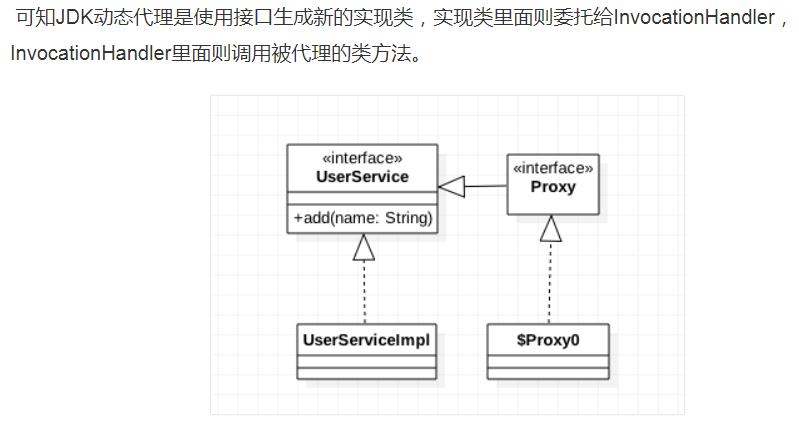 可知JDK动态代理是使用接口生成新的实现类，实现类里面则委托给InvocationHandler，
InvocationHandler里面则调用被代理的类方法。
«interface»
UserService
+add(name: String)
«interface»
Proxy
UserServiceImpl
$Proxy0